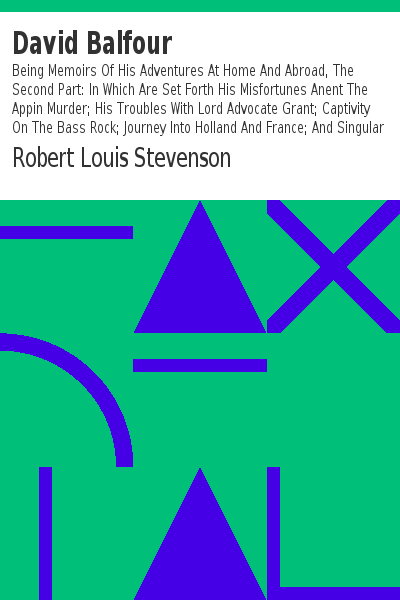 David Balfour
Being Memoirs Of His Adventures At Home And Abroad, The
Second Part: In Which Are Set Forth His Misfortunes Anent The
Appin Murder; His Troubles With Lord Advocate Grant; Captivity
On The Bass Rock; Journey Into Holland And France; And Singular
Robert Louis Stevenson